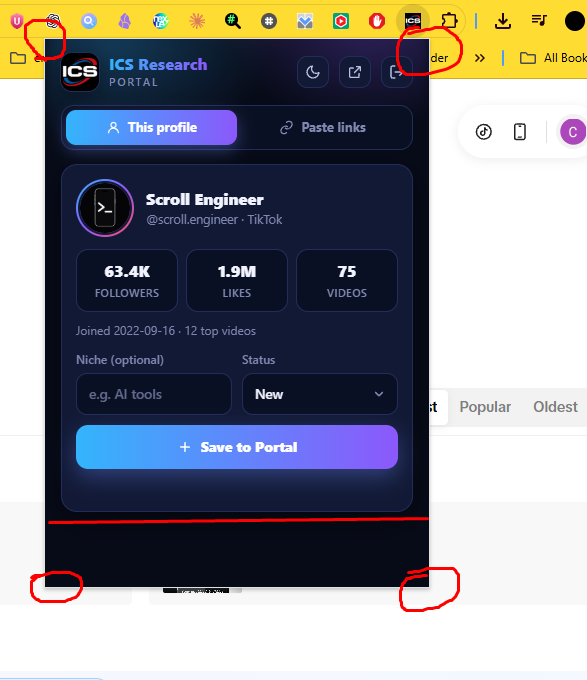 ICS
der
All Book
ICS
ICS Research
PORTAL
This profile
Paste links
C
Scroll Engineer
@scroll.engineer · TikTok
63.4K
FOLLOWERS
1.9M
LIKES
75
VIDEOS
Joined 2022-09-16 · 12 top videos
Niche (optional)
Status
e.g. AI tools
New
st
Popular
Oldest
+ Save to Portal